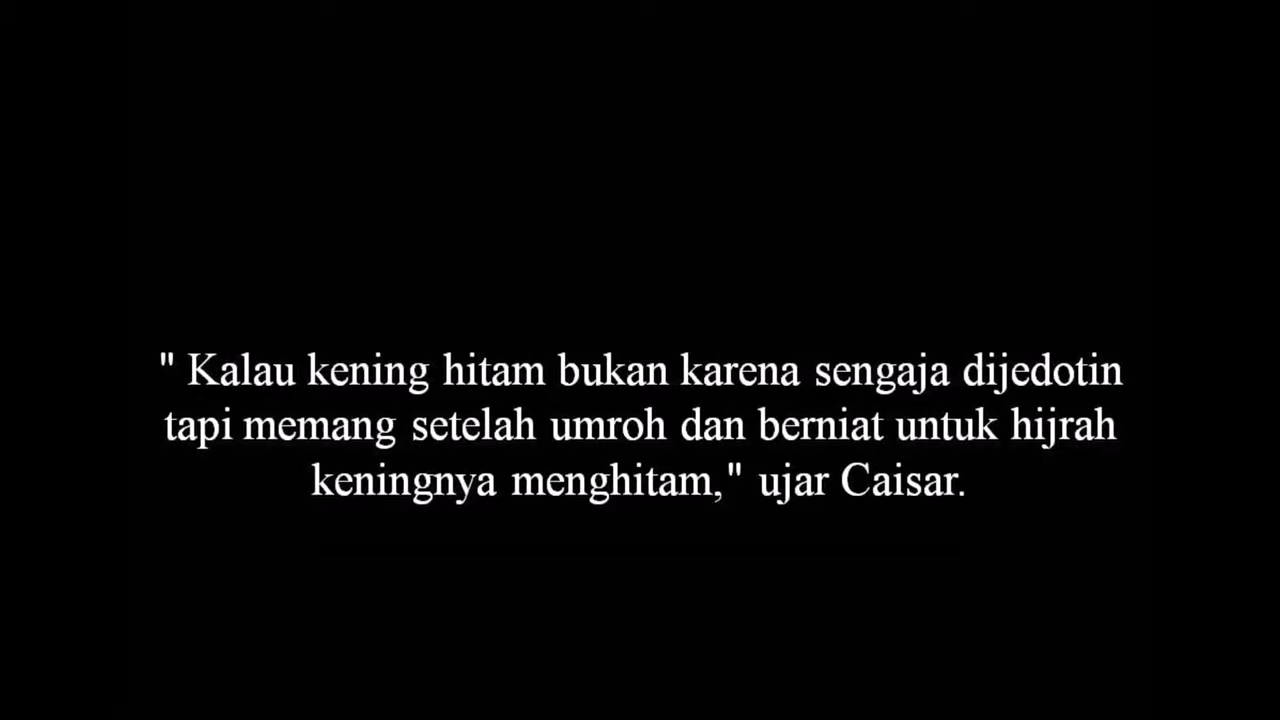 " Kalau kening hitam bukan karena sengaja dijedotin
tapi memang setelah umroh dan berniat untuk hijrah
keningnya menghitam," ujar Caisar.